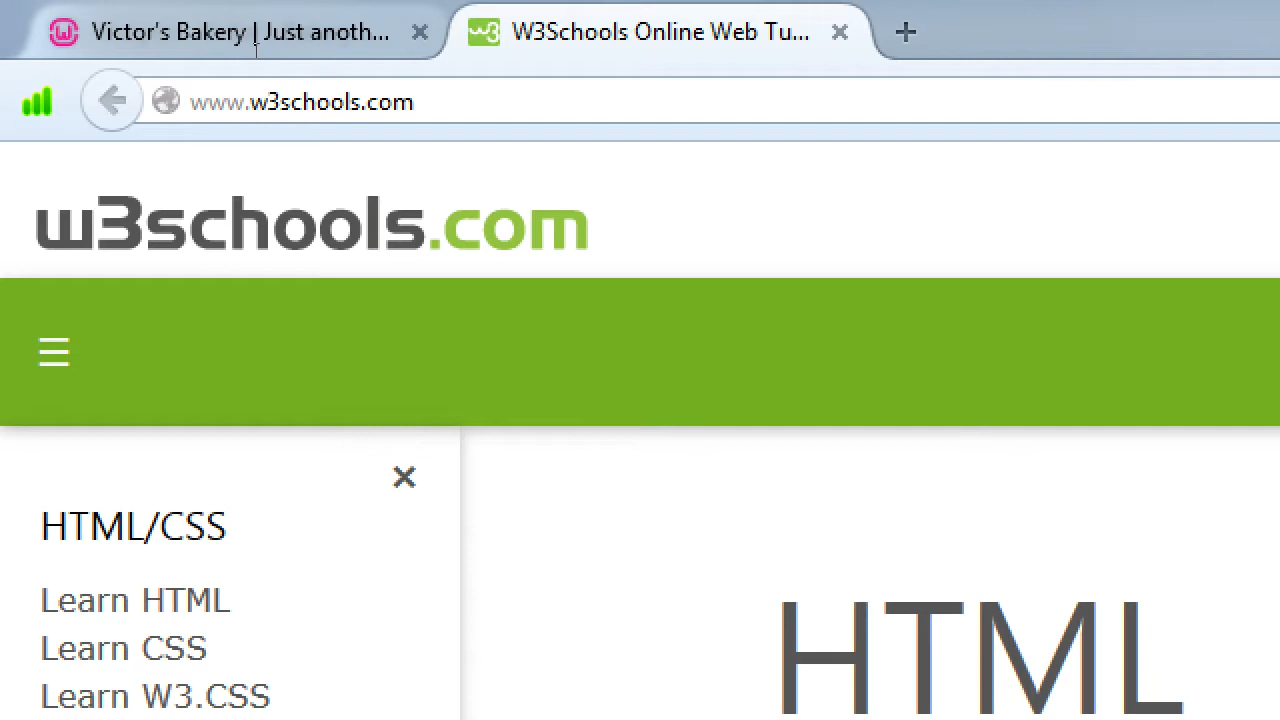 Victor's Bakery | Just anoth...
W3Schools Online Web Tu...
www.w3schools.com
w3schools.com
HTML/CSS
Learn HTML
Learn CSS
Learn W3.CSS
HTML